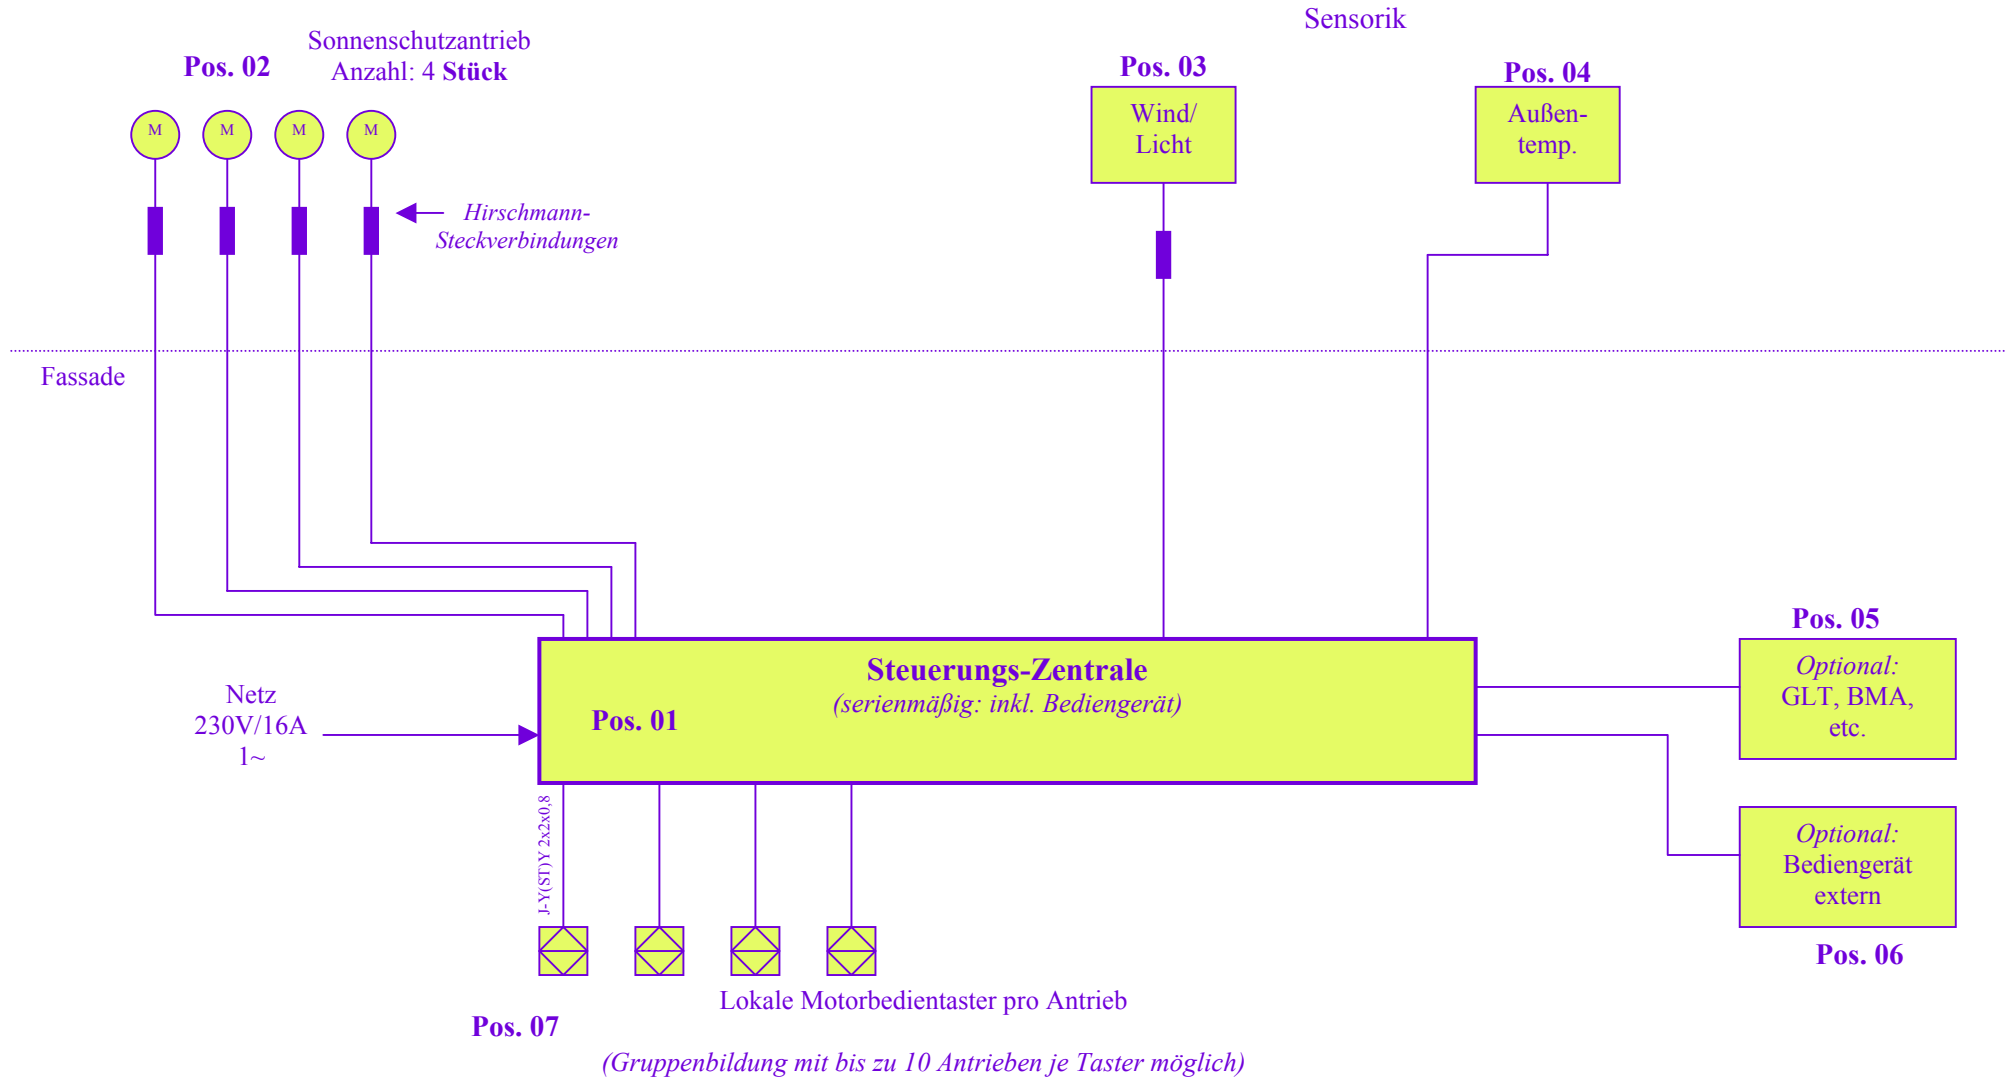 Sensorik
Sonnenschutzantrieb
Pos. 02
Anzahl: 4 Stück
Pos. 03
Pos. 04
Wind/
Licht
Außen-
temp.
M
M
M
M
Hirschmann-
Steckverbindungen
Fassade
Pos. 05
Optional:
GLT, BMA,
etc.
Steuerungs-Zentrale
(serienmäßig: inkl. Bediengerät)
Pos. 01
Netz
230V/16A
1~
J-Y(ST)Y 2x2x0,8
Optional:
Bediengerät
extern
Pos. 06
Lokale Motorbedientaster pro Antrieb
Pos. 07
(Gruppenbildung mit bis zu 10 Antrieben je Taster möglich)